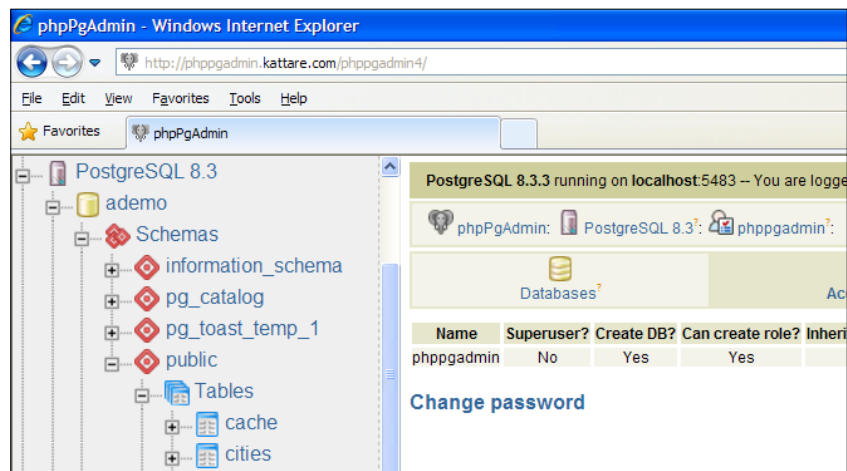 phpPgAdmin - Windows Internet Explorer
http://phppgadmin.kattare.com/phppgadmin4/
File Edit View Favorites Tools Help
Favorites phpPgAdmin
PostgreSQL 8.3
ademo
Schemas
information_schema
pg_catalog
pg_toast_temp_1
public
Tables
cache
cities
PostgreSQL 8.3.3 running on localhost:5483 -- You are logge
phpPgAdmin: PostgreSQL 8.3?: phppgadmin?:
Databases? Acc
Name Superuser? Create DB? Can create role? Inheri
phppgadmin No Yes Yes
Change password